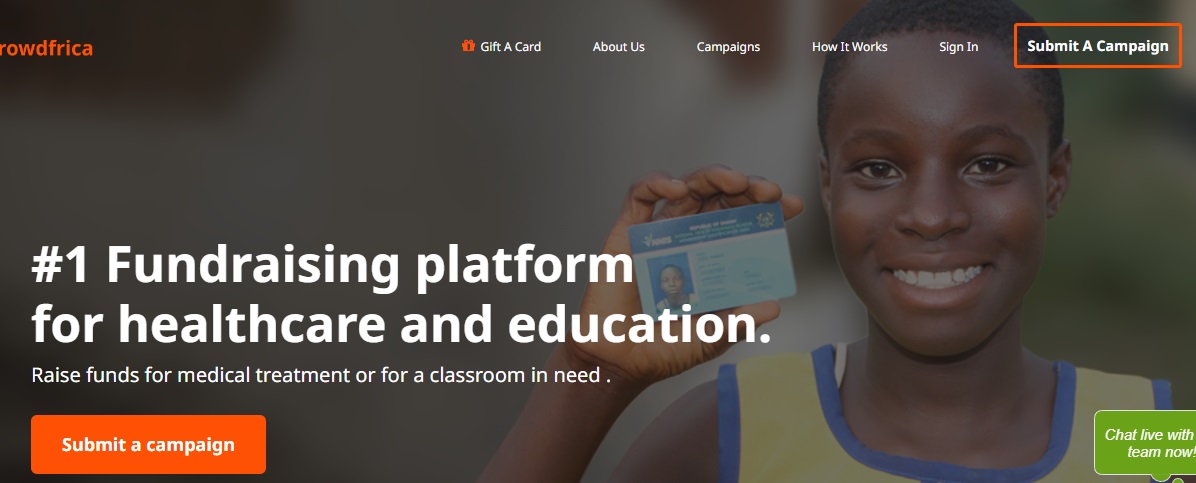 rowdfrica
Gift A Card
About Us
Campaigns
How It Works
Sign In
Submit A Campaign
REPUBLIC OF GHANA
NHIS
#1 Fundraising platform
for healthcare and education.
Raise funds for medical treatment or for a classroom in need .
Submit a campaign
Chat live with
team now!